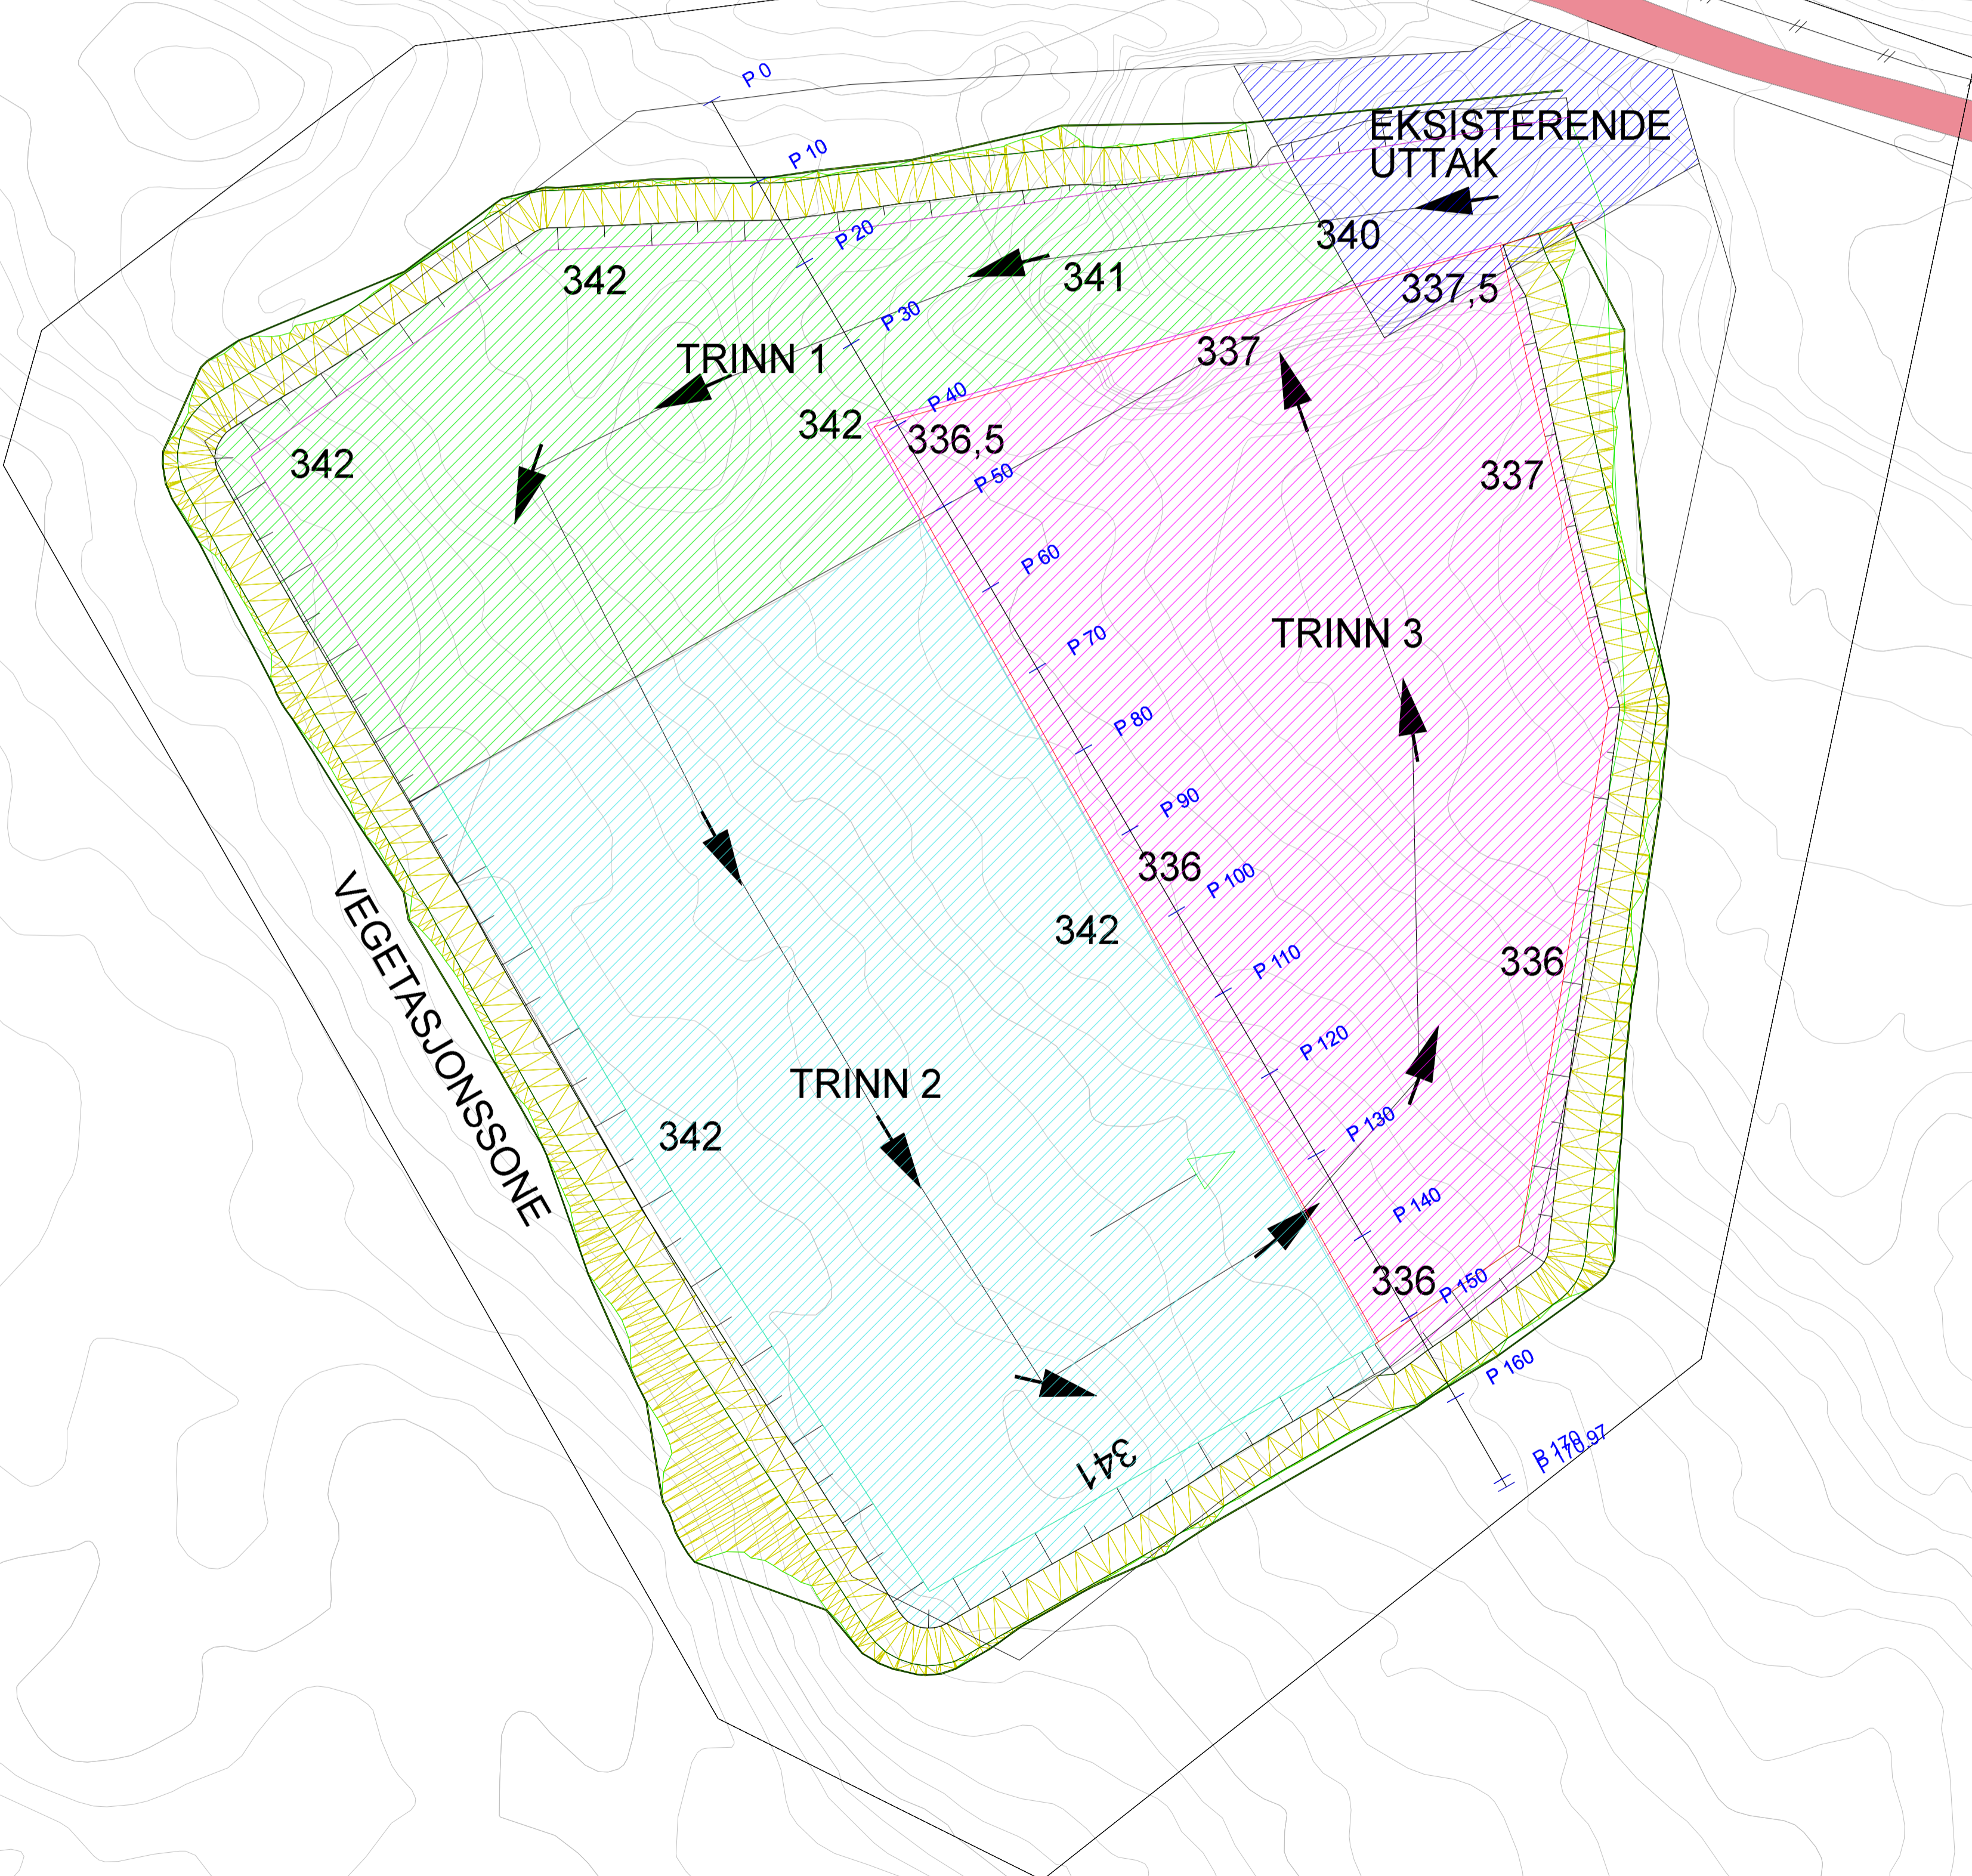 P 0
EKSISTERENDE
UTTAK
P 10
P 20
340
342
341
337,5
P 30
TRINN 1
337
P 40
342
336,5
342
P 50
337
P 60
TRINN 3
P 70
P 80
P 90
336
P 100
342
P 110
336
VEGETASJONSSONE
P 120
TRINN 2
P 130
342
P 140
336
P 150
P 160
341
P 170
P 170.97